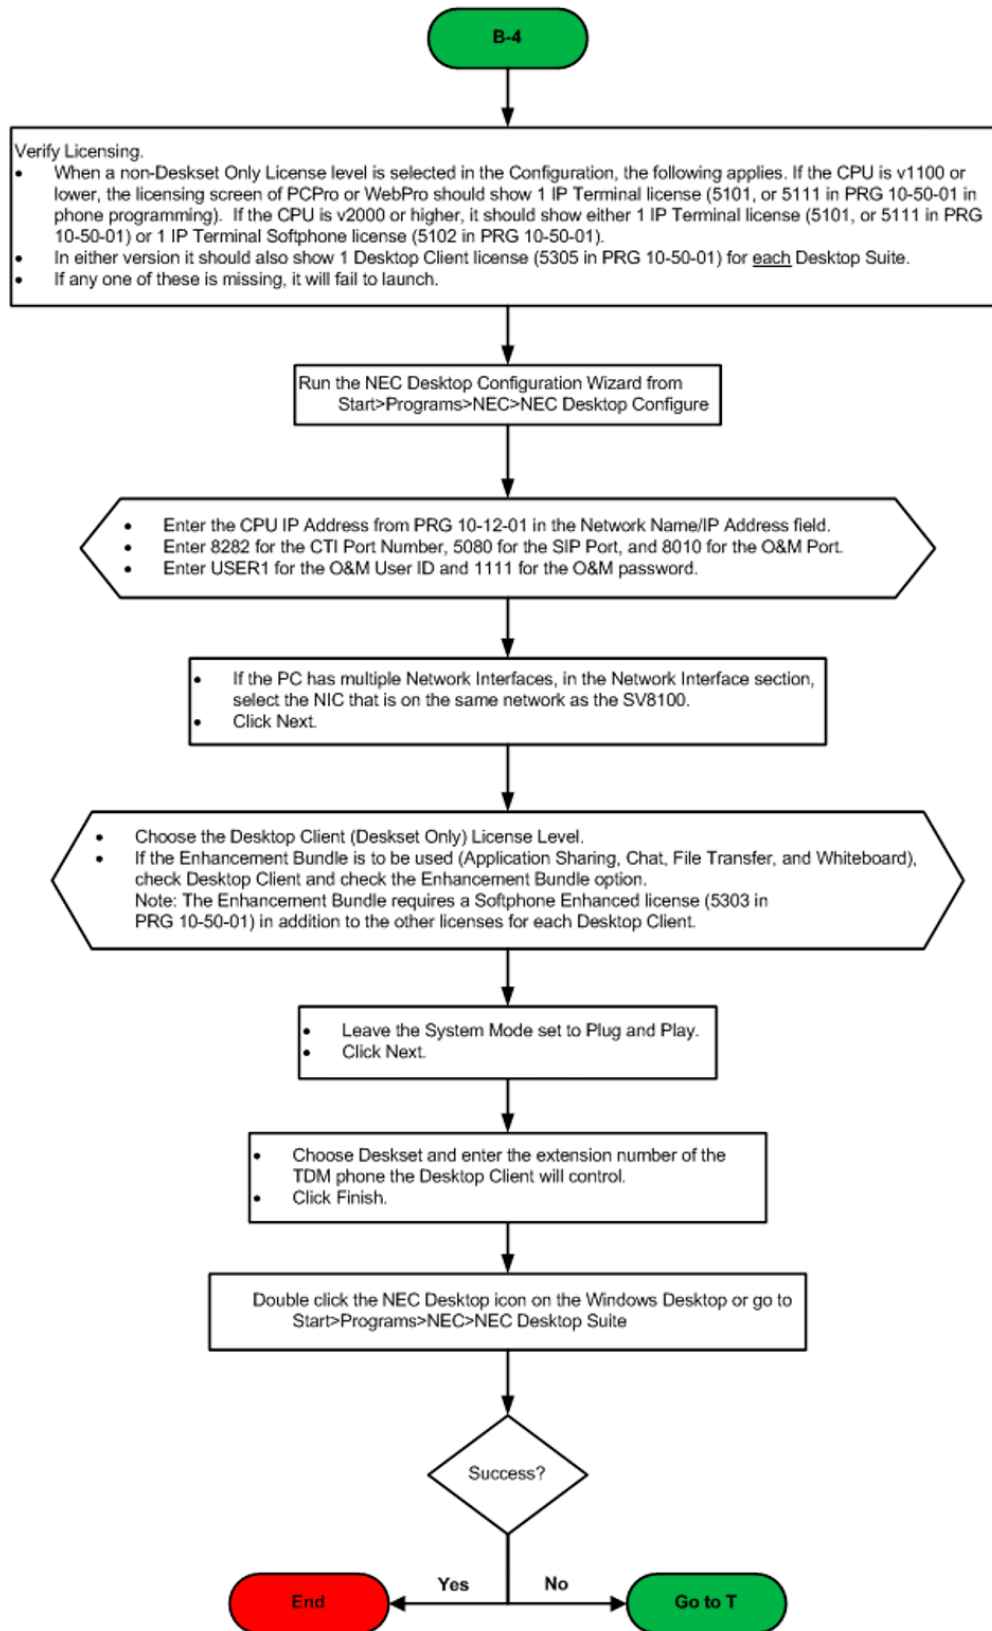 B-4
Verify Licensing.
• When a non-Deskset Only License level is selected in the Configuration, the following applies. If the CPU is v1100 or
lower, the licensing screen of PCPro or WebPro should show 1 IP Terminal license (5101, or 5111 in PRG 10-50-01 in
phone programming). If the CPU is v2000 or higher, it should show either 1 IP Terminal license (5101, or 5111 in PRG
10-50-01) or 1 IP Terminal Softphone license (5102 in PRG 10-50-01).
• In either version it should also show 1 Desktop Client license (5305 in PRG 10-50-01) for each Desktop Suite.
• If any one of these is missing, it will fail to launch.
Run the NEC Desktop Configuration Wizard from
Start>Programs>NEC>NEC Desktop Configure
• Enter the CPU IP Address from PRG 10-12-01 in the Network Name/IP Address field.
• Enter 8282 for the CTI Port Number, 5080 for the SIP Port, and 8010 for the O&M Port.
• Enter USER1 for the O&M User ID and 1111 for the O&M password.
• If the PC has multiple Network Interfaces, in the Network Interface section,
select the NIC that is on the same network as the SV8100.
• Click Next.
• Choose the Desktop Client (Deskset Only) License Level.
• If the Enhancement Bundle is to be used (Application Sharing, Chat, File Transfer, and Whiteboard),
check Desktop Client and check the Enhancement Bundle option.
Note: The Enhancement Bundle requires a Softphone Enhanced license (5303 in
PRG 10-50-01) in addition to the other licenses for each Desktop Client.
• Leave the System Mode set to Plug and Play.
• Click Next.
• Choose Deskset and enter the extension number of the
TDM phone the Desktop Client will control.
• Click Finish.
Double click the NEC Desktop icon on the Windows Desktop or go to
Start>Programs>NEC>NEC Desktop Suite
Success?
Yes
No
End
Go to T